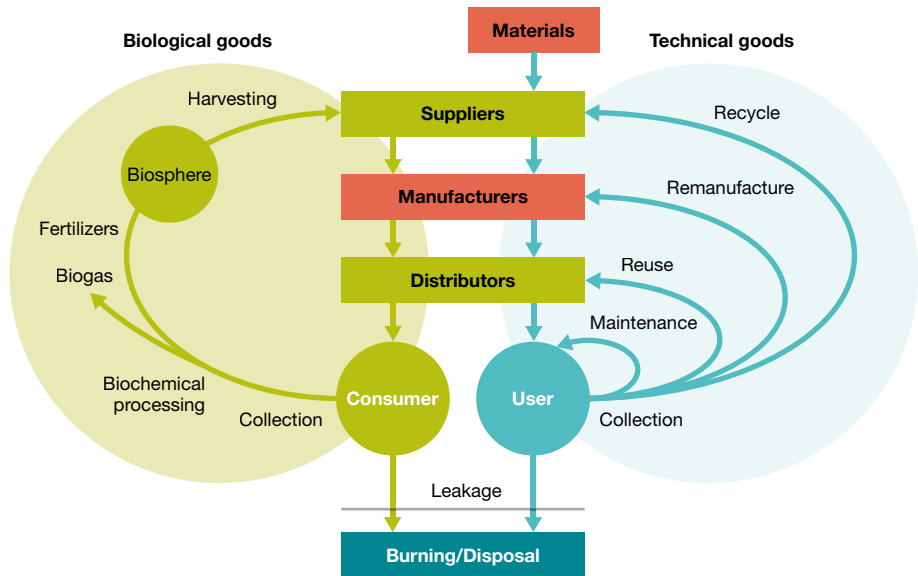 Materials
Biological goods
Technical goods
Harvesting
Suppliers
Recycle
Biosphere
Manufacturers
Remanufacture
Fertilizers
Biogas
Distributors
Reuse
Maintenance
Biochemical
processing
Consumer
User
Collection
Collection
Leakage
Burning/Disposal